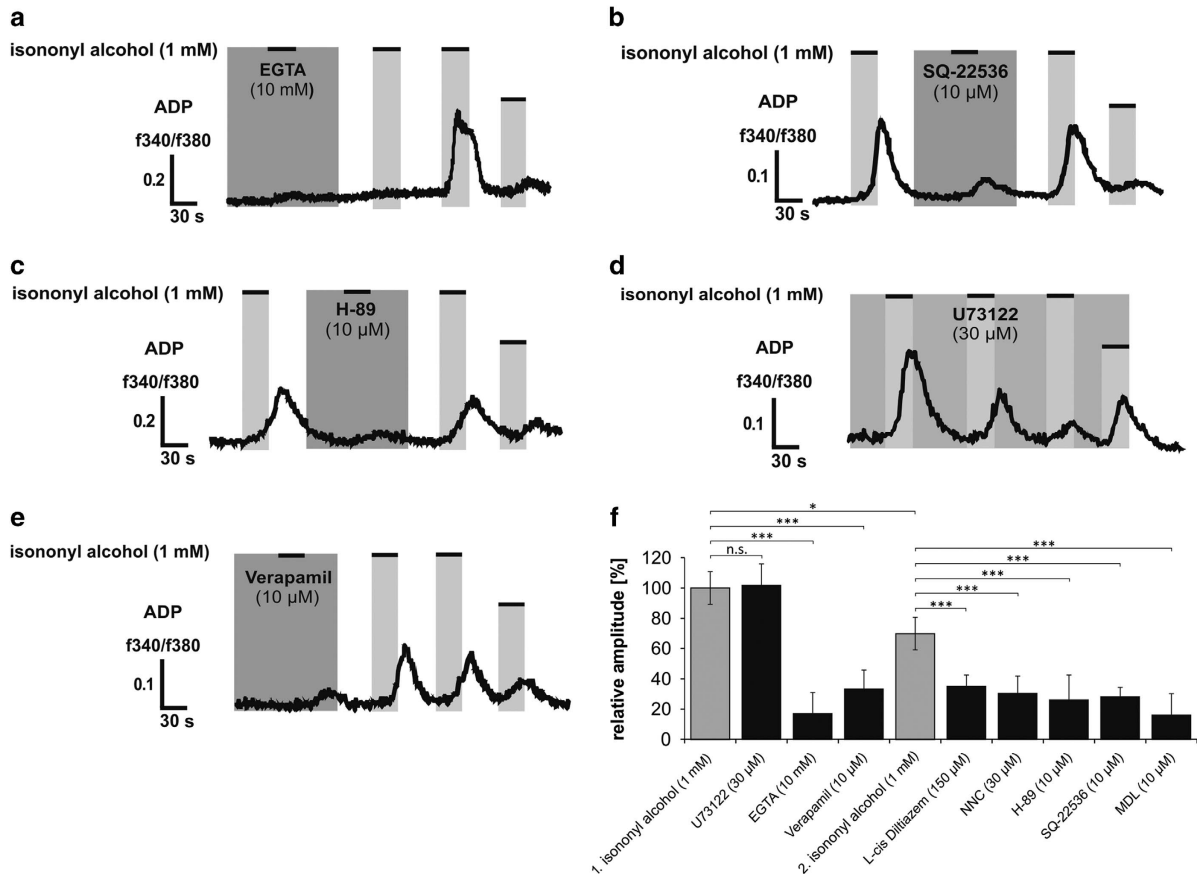 a
isononyl alcohol (1 mM)
EGTA
(10 mM)
ADP
f340/f380
0.2
30 s
b
isononyl alcohol (1 mM)
SQ-22536
(10 µM)
ADP
f340/f380
0.1
30 s
c
isononyl alcohol (1 mM)
H-89
(10 µM)
ADP
f340/f380
0.2
30 s
d
isononyl alcohol (1 mM)
U73122
(30 µM)
ADP
f340/f380
0.1
30 s
e
isononyl alcohol (1 mM)
Verapamil
(10 µM)
ADP
f340/f380
0.1
30 s
f
*
***
***
n.s.
***
***
***
***
***
relative amplitude [%]
120
100
80
60
40
20
0
1. isononyl alcohol (1 mM)
U73122 (30 µM)
EGTA (10 mM)
Verapamil (10 µM)
2. isononyl alcohol (1 mM)
L-cis Diltiazem (150 µM)
NNC (30 µM)
H-89 (10 µM)
SQ-22536 (10 µM)
MDL (10 µM)